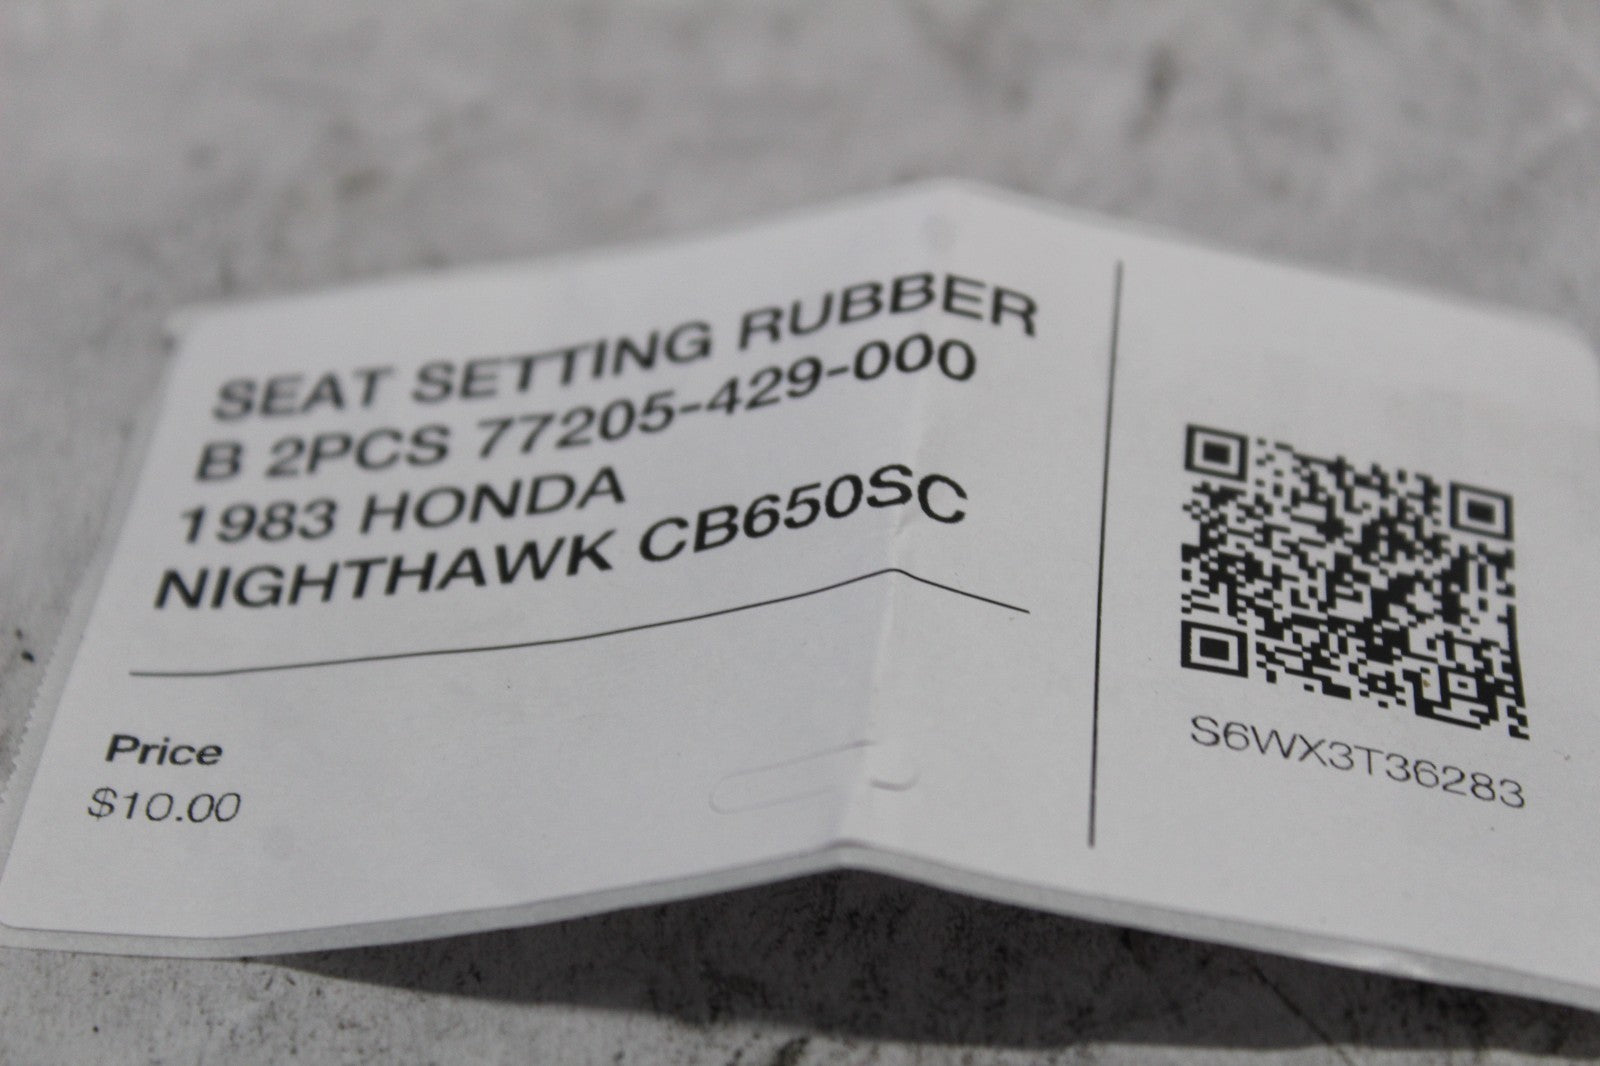 SEAT SETTING RUBBER
B 2PCS 77205-429-000
1983 HONDA
NIGHTHAWK CB650SC
Price
$10.00
S6WX3T36283